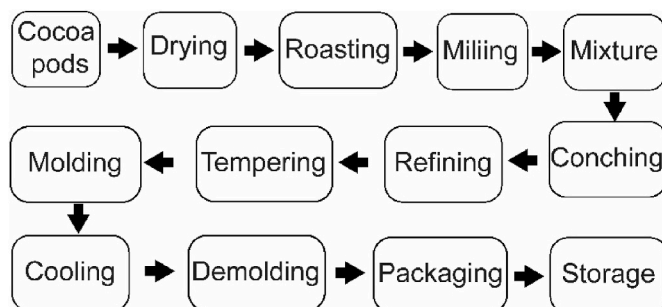 Cocoa
pods
Drying
Roasting
Miliing
Mixture
Conching
Refining
Tempering
Molding
Cooling
Demolding
Packaging
Storage